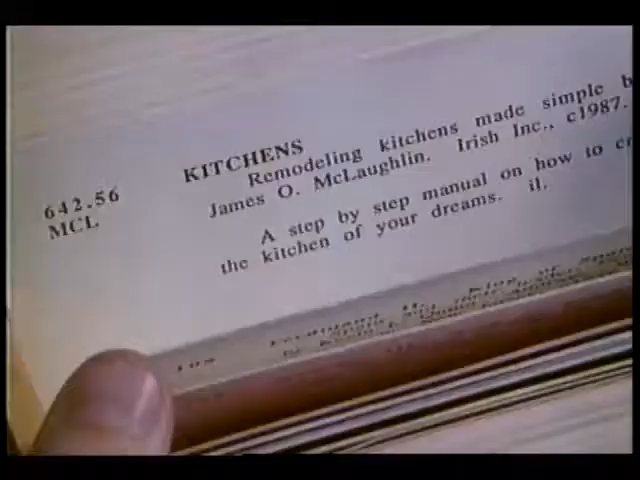 KITCHENS
Remodeling kitchens made simple b
James O. McLaughlin. Irish Inc., c1987.
642.56
MCL
A step by step manual on how to cr
the kitchen of your dreams. il.